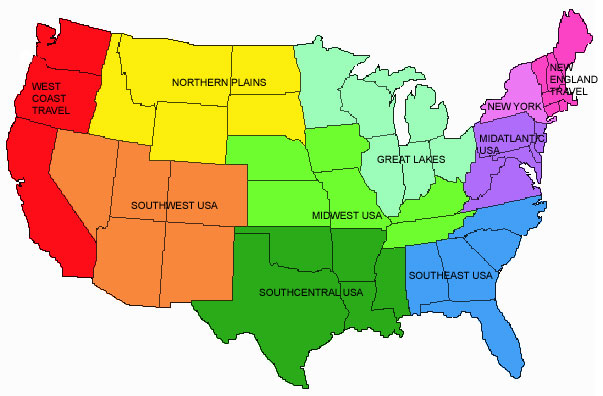 WEST
COAST
TRAVEL
NORTHERN PLAINS
SOUTHWEST USA
MIDWEST USA
GREAT LAKES
SOUTHCENTRAL USA
SOUTHEAST USA
MIDATLANTIC
USA
NEW YORK
NEW
ENGLAND
TRAVEL